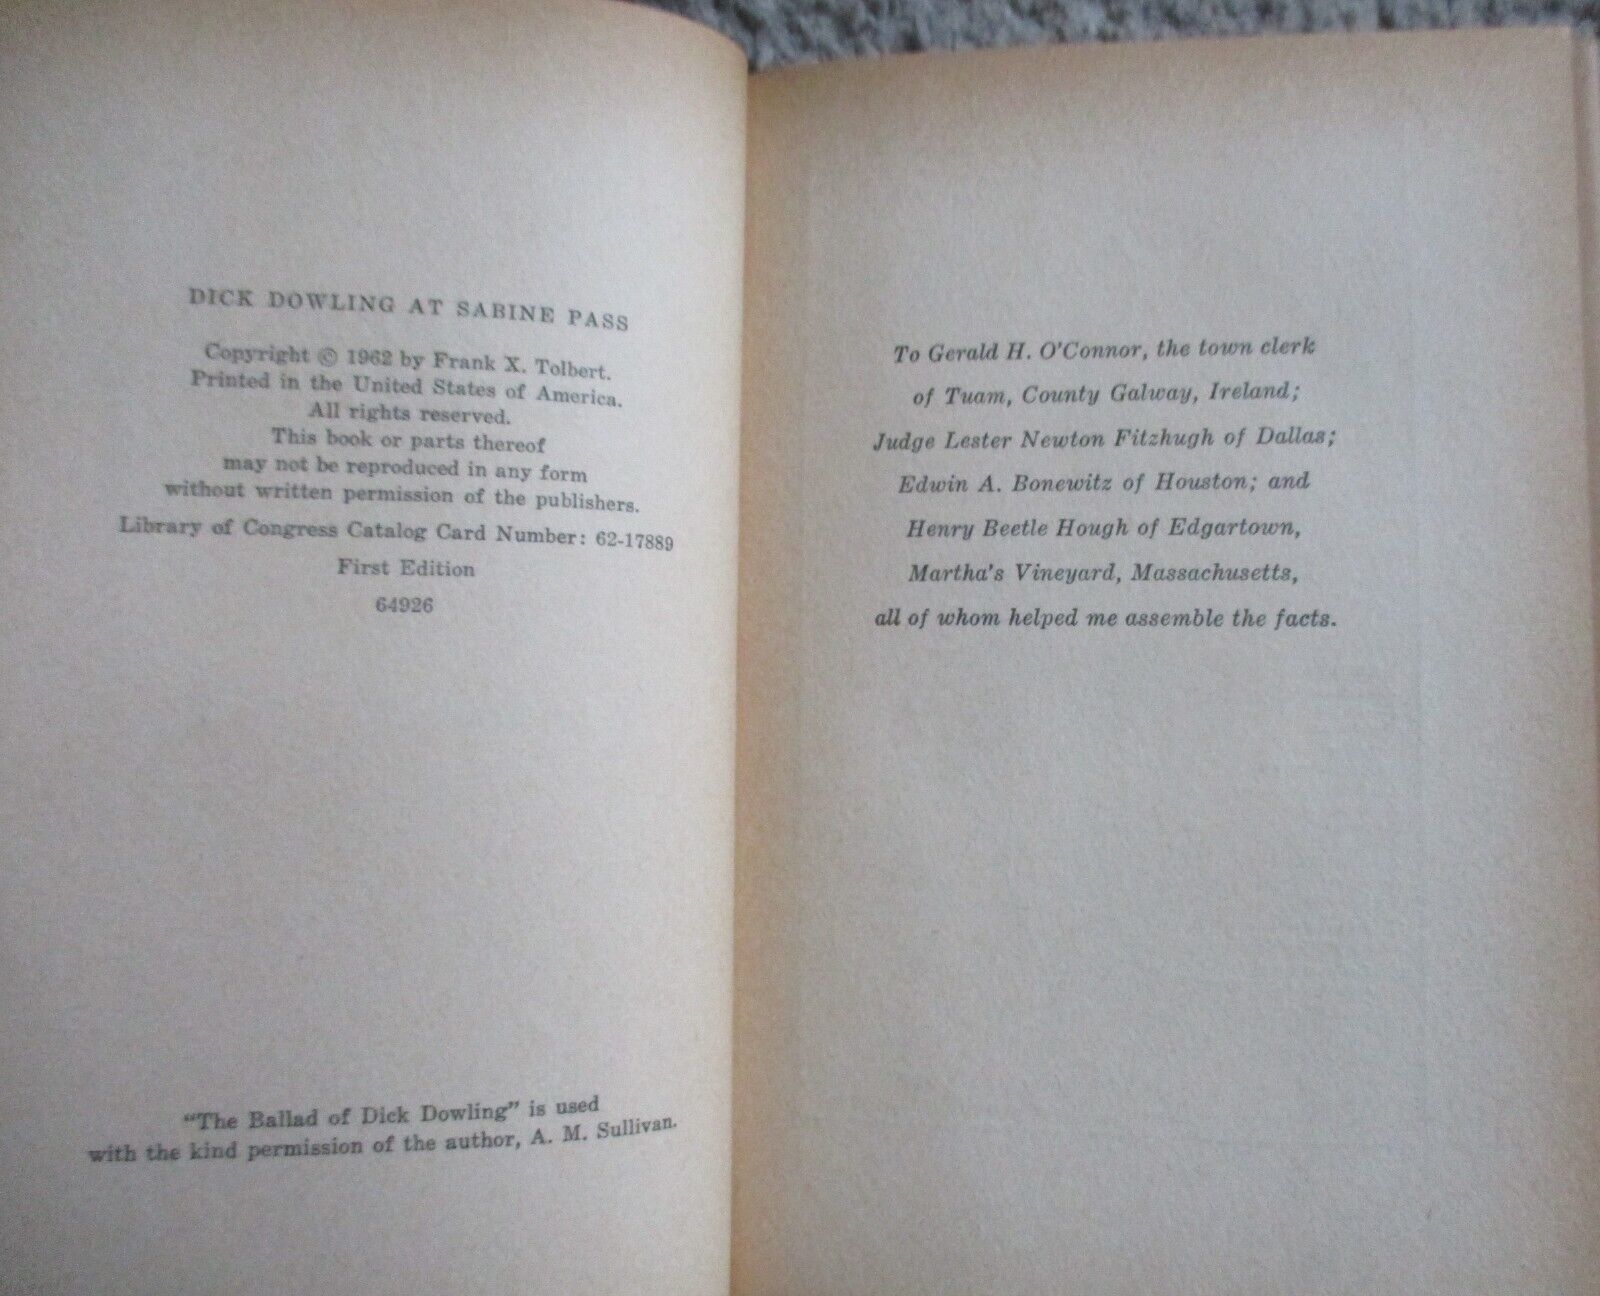 DICK DOWLING AT SABINE PASS
Copyright © 1962 by Frank X. Tolbert.
Printed in the United States of America.
All rights reserved.
This book or parts thereof
may not be reproduced in any form
without written permission of the publishers.
Library of Congress Catalog Card Number: 62-17889
First Edition
64926
"The Ballad of Dick Dowling" is used
with the kind permission of the author, A. M. Sullivan.
To Gerald H. O'Connor, the town clerk
of Tuam, County Galway, Ireland;
Judge Lester Newton Fitzhugh of Dallas;
Edwin A. Bonewitz of Houston; and
Henry Beetle Hough of Edgartown,
Martha's Vineyard, Massachusetts,
all of whom helped me assemble the facts.